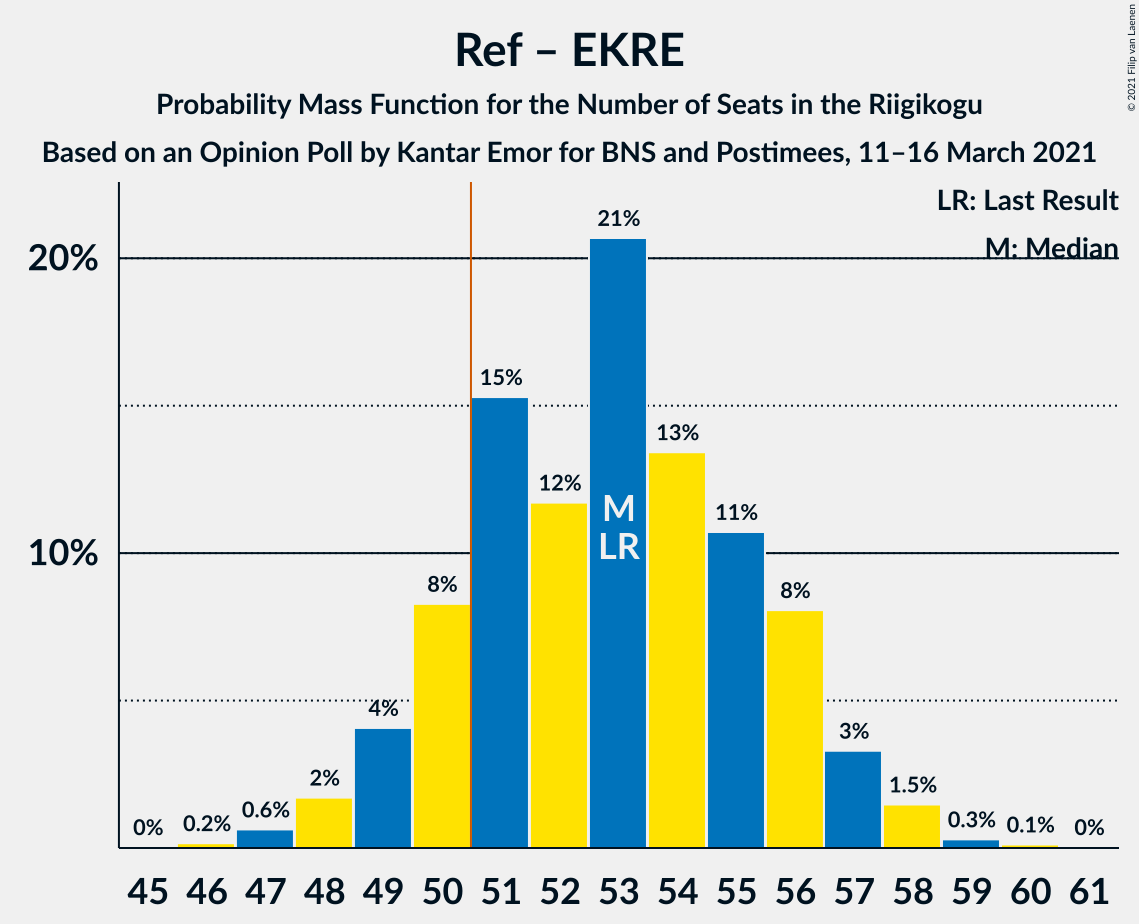 Ref – EKRE
Probability Mass Function for the Number of Seats in the Riigikogu
Based on an Opinion Poll by Kantar Emor for BNS and Postimees, 11–16 March 2021
© 2021 Filip van Laenen
LR: Last Result
M: Median
20%
10%
0% 0.2% 0.6% 2% 4% 8% 15% 12% 21% 13% 11% 8% 3% 1.5% 0.3% 0.1% 0%
M
LR
45 46 47 48 49 50 51 52 53 54 55 56 57 58 59 60 61